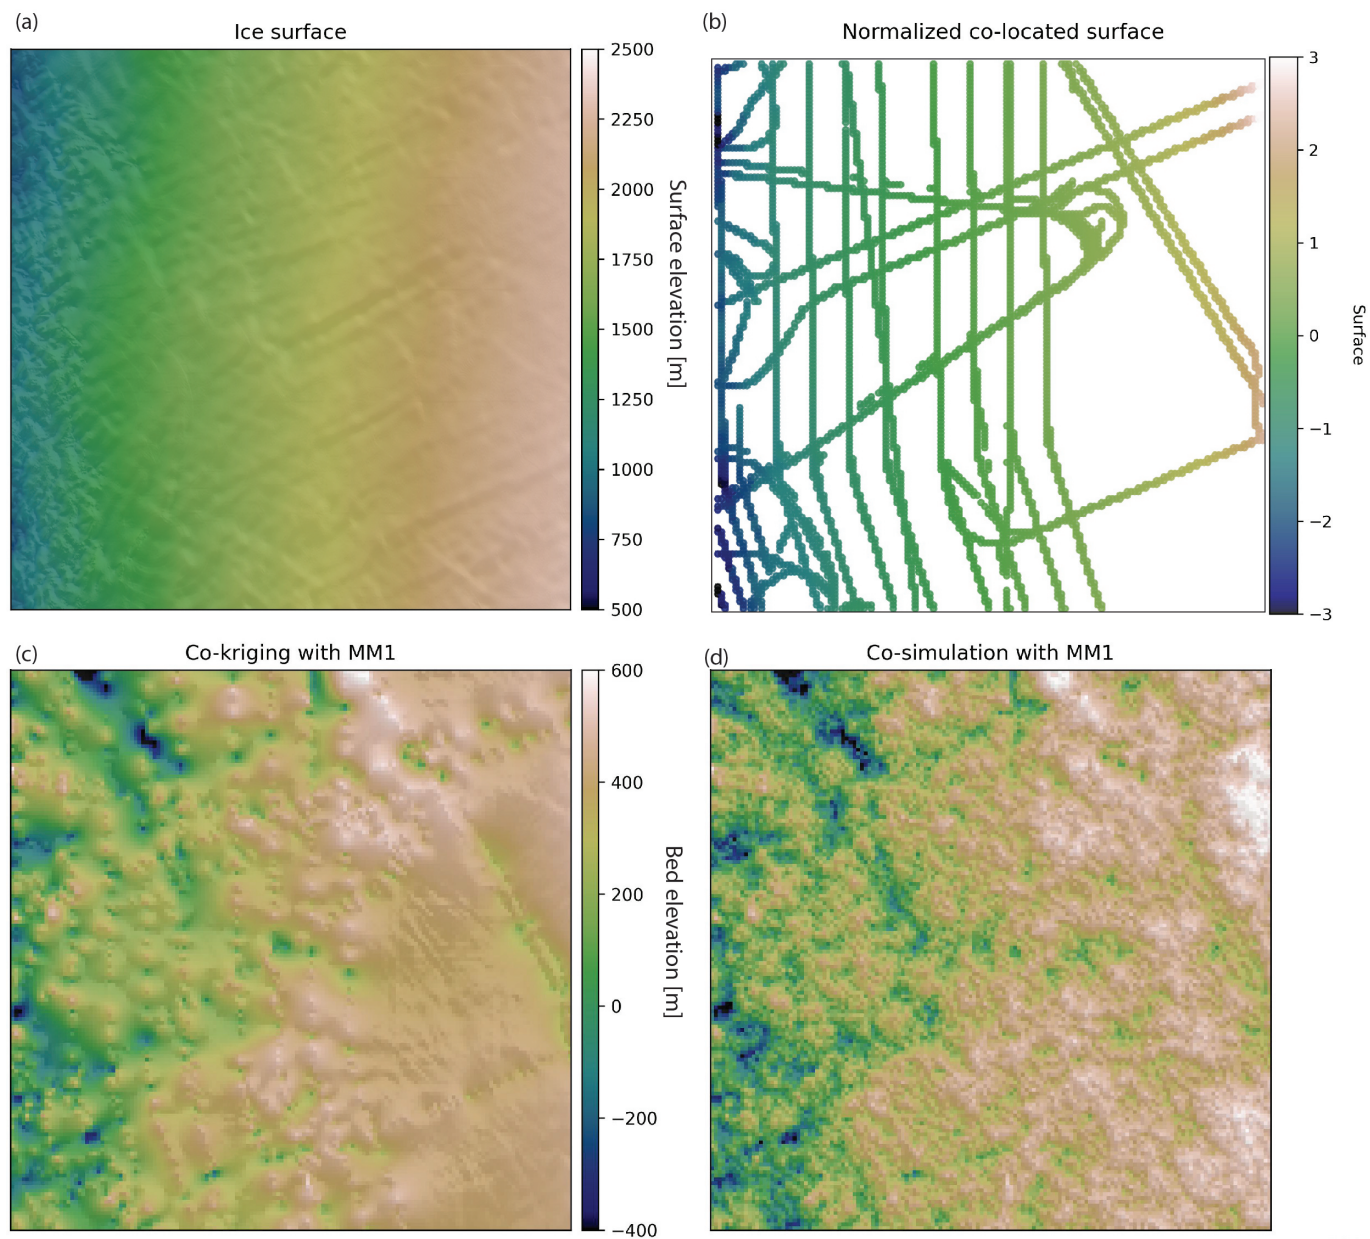 (a)
Ice surface
2500
2250
2000
1750
1500
1250
1000
750
500
Surface elevation [m]
(b)
Normalized co-located surface
3
2
1
0
−1
−2
−3
Surface
(c)
Co-kriging with MM1
600
400
200
0
−200
−400
Bed elevation [m]
(d)
Co-simulation with MM1